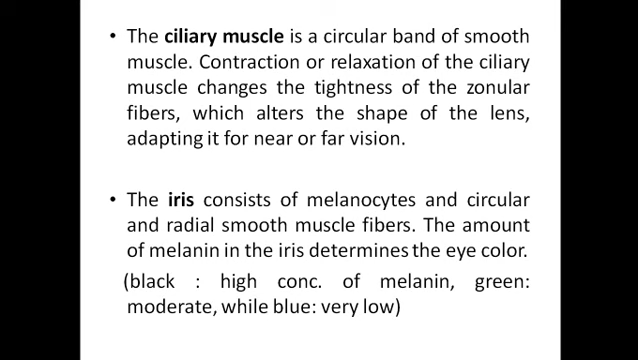 • The ciliary muscle is a circular band of smooth
muscle. Contraction or relaxation of the ciliary
muscle changes the tightness of the zonular
fibers, which alters the shape of the lens,
adapting it for near or far vision.
• The iris consists of melanocytes and circular
and radial smooth muscle fibers. The amount
of melanin in the iris determines the eye color.
(black : high conc. of melanin, green:
moderate, while blue: very low)